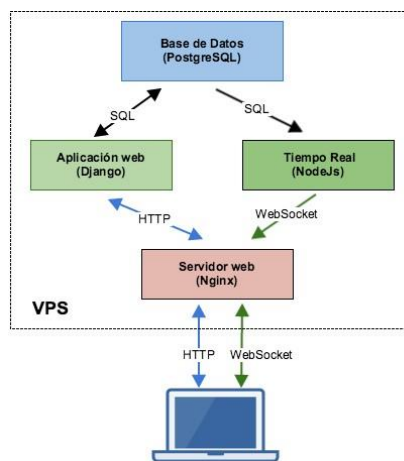 Base de Datos
(PostgreSQL)
SQL
SQL
Aplicación web
(Django)
Tiempo Real
(NodeJs)
HTTP
WebSocket
Servidor web
(Nginx)
VPS
HTTP
WebSocket